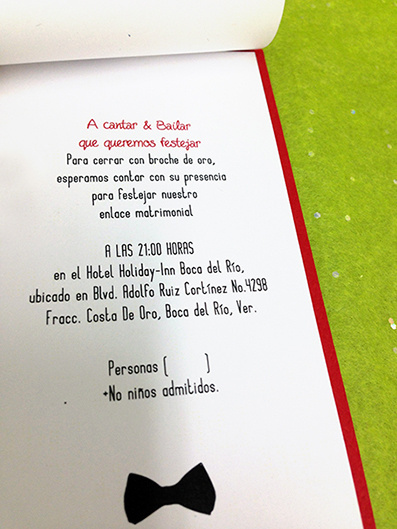 A cantar & Bailar
que queremos festejar
Para cerrar con broche de oro,
esperamos contar con su presencia
para festejar nuestro
enlace matrimonial
A LAS 21:00 HORAS
en el Hotel Holiday-Inn Boca del Río,
ubicado en Blvd. Adolfo Ruiz Cortínez No.4298
Fracc. Costa De Oro, Boca del Río, Ver.
Personas [ ]
*No niños admitidos.